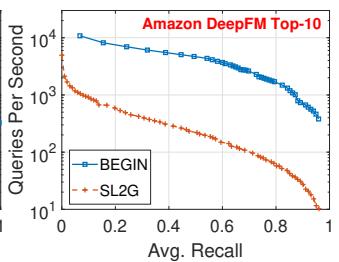 Amazon DeepFM Top-10
Queries Per Second
10^4
10^3
10^2
10^1
BEGIN
SL2G
0 0.2 0.4 0.6 0.8 1
Avg. Recall